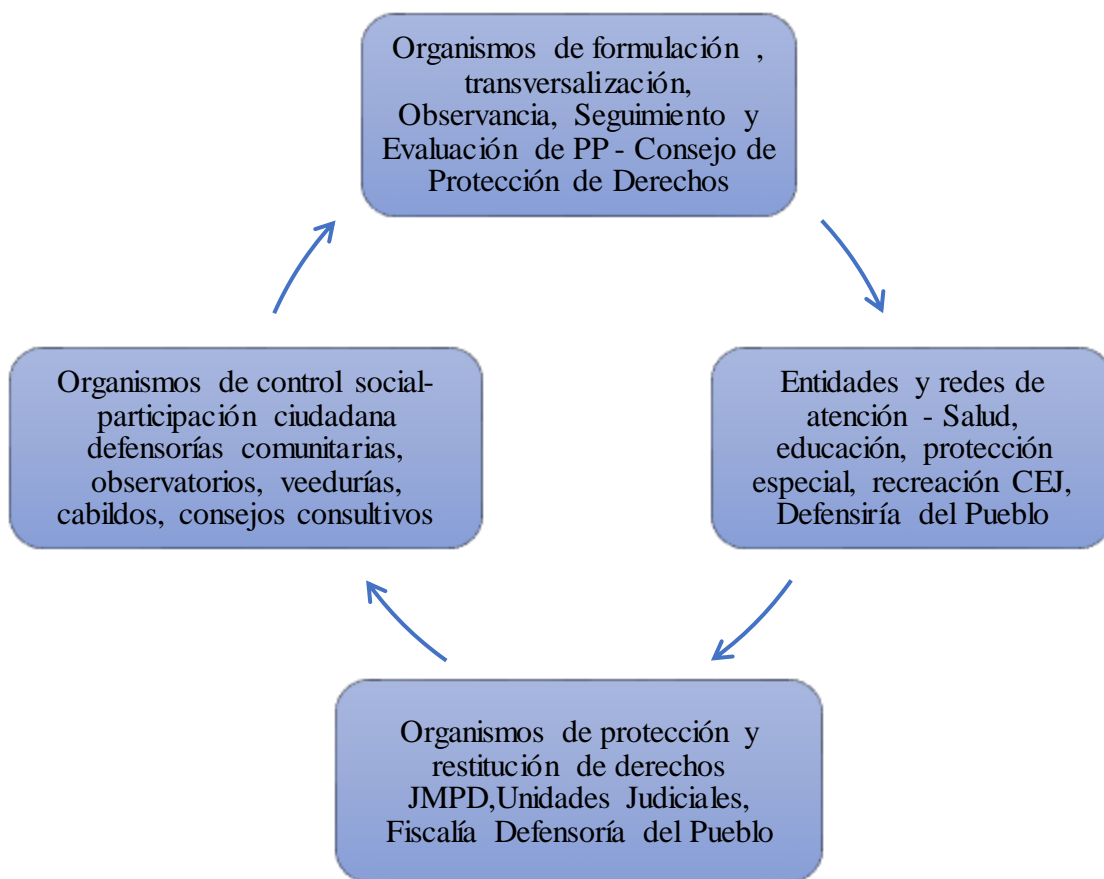 Organismos de formulación ,
transversalización,
Observancia, Seguimiento y
Evaluación de PP - Consejo de
Protección de Derechos
Organismos de control social-
participación ciudadana
defensorías comunitarias,
observatorios, veedurías,
cabildos, consejos consultivos
Entidades y redes de
atención - Salud,
educación, protección
especial, recreación CEJ,
Defensiría del Pueblo
Organismos de protección y
restitución de derechos
JMPD,Unidades Judiciales,
Fiscalía Defensoría del Pueblo